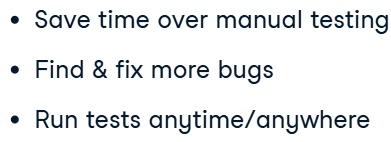 • Save time over manual testing
• Find & fix more bugs
• Run tests anytime/anywhere